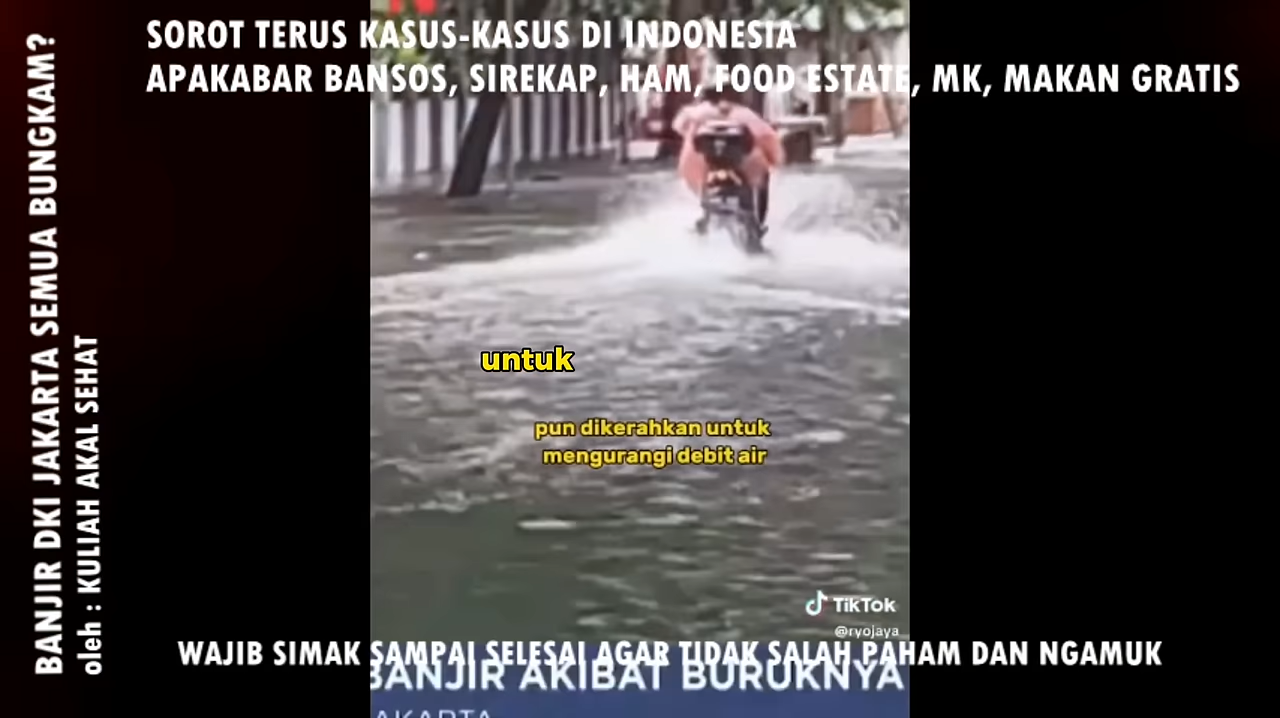 SOROT TERUS KASUS-KASUS DI INDONESIA
APAKABAR BANSOS, SIREKAP, HAM, FOOD ESTATE, MK, MAKAN GRATIS
BANJIR DKI JAKARTA SEMUA BUNGKAM?
oleh : KULIAH AKAL SEHAT
untuk
pun dikerahkan untuk
mengurangi debit air
TikTok
@ryojaya
WAJIB SIMAK SAMPAI SELESAI AGAR TIDAK SALAH PAHAM DAN NGAMUK
BANJIR AKIBAT BURUKNYA